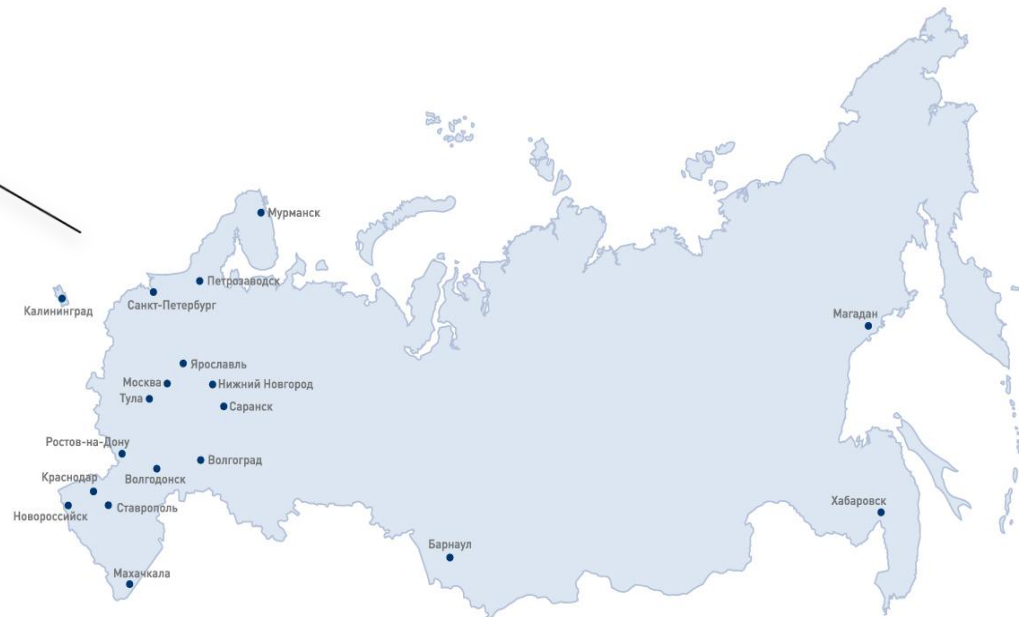 Мурманск
Петрозаводск
Санкт-Петербург
Калининград
Магадан
Ярославль
Москва
Нижний Новгород
Тула
Саранск
Ростов-на-Дону
Волгоград
Волгодонск
Краснодар
Ставрополь
Новороссийск
Хабаровск
Барнаул
Махачкала